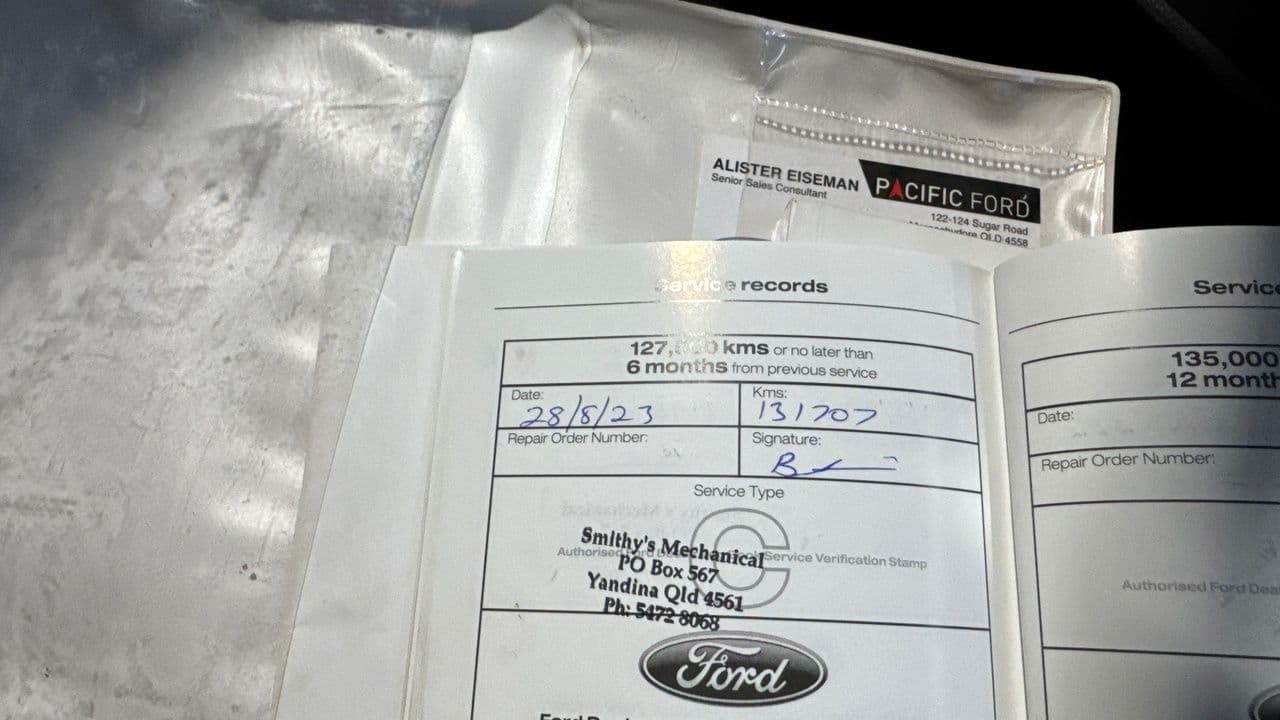 ALISTER EISEMAN
Senior Sales Consultant
PACIFIC FORD
122-124 Sugar Road
QLD 4558
Service records
kms or no later than
6 months from previous service
Date:
28/8/23
Kms:
131707
Repair Order Number:
Signature:
Service Type
C
Authorised Service Verification Stamp
Smithy's Mechanical
PO Box 567
Yandina Qld 4561
Ph: 5472 8068
Ford
Service
135,000
12 month
Date:
Repair Order Number:
Authorised Ford